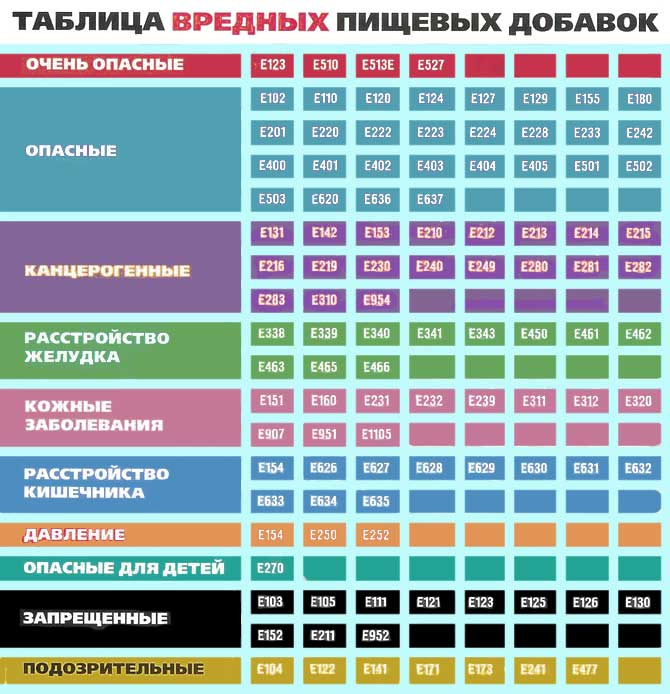 ТАБЛИЦА ВРЕДНЫХ ПИЩЕВЫХ ДОБАВОК
ОЧЕНЬ ОПАСНЫЕ E123 E510 E513E E527
E102 E110 E120 E124 E127 E129 E155 E180
E201 E220 E222 E223 E224 E228 E233 E242
ОПАСНЫЕ
E400 E401 E402 E403 E404 E405 E501 E502
E503 E620 E636 E637
E131 E142 E153 E210 E212 E213 E214 E215
КАНЦЕРОГЕННЫЕ E216 E219 E230 E240 E249 E280 E281 E282
E283 E310 E954
РАССТРОЙСТВО E338 E339 E340 E341 E343 E450 E461 E462
ЖЕЛУДКА E463 E465 E466
КОЖНЫЕ E151 E160 E231 E232 E239 E311 E312 E320
ЗАБОЛЕВАНИЯ E907 E951 E1105
РАССТРОЙСТВО E154 E626 E627 E628 E629 E630 E631 E632
КИШЕЧНИКА E633 E634 E635
ДАВЛЕНИЕ E154 E250 E252
ОПАСНЫЕ ДЛЯ ДЕТЕЙ E270
E103 E105 E111 E121 E123 E125 E126 E130
ЗАПРЕЩЕННЫЕ
E152 E211 E952
ПОДОЗРИТЕЛЬНЫЕ E104 E122 E141 E171 E173 E241 E477